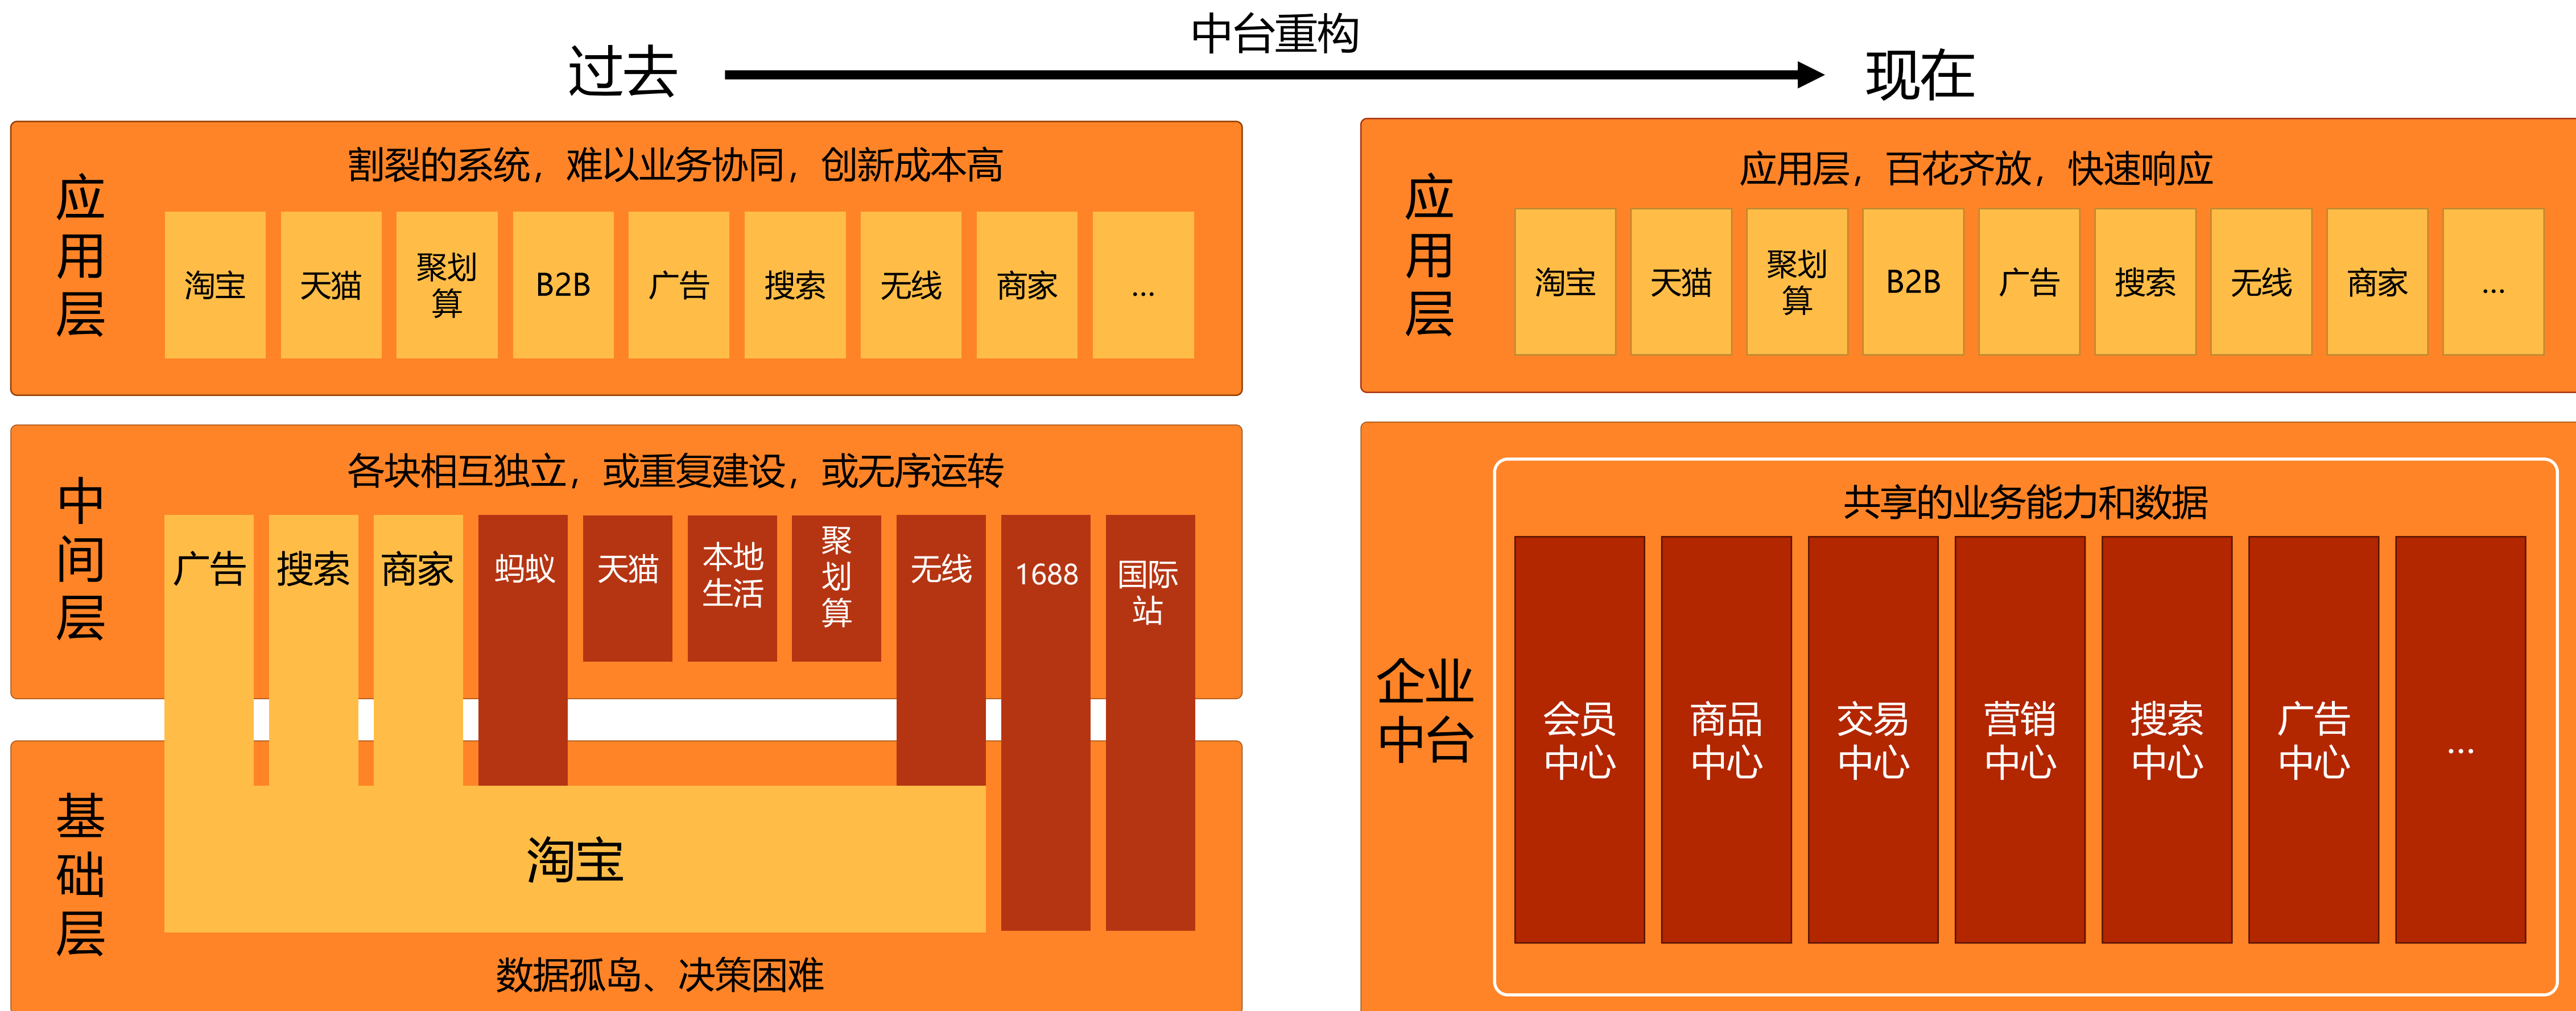 中台重构
过去
现在
应
用
层
割裂的系统，难以业务协同，创新成本高
淘宝
天猫
聚划
算
B2B
广告
搜索
无线
商家
...
中
间
层
各块相互独立，或重复建设，或无序运转
广告
搜索
商家
蚂蚁
天猫
本地
生活
聚
划
算
无线
1688
国际
站
基
础
层
淘宝
数据孤岛、决策困难
应
用
层
应用层，百花齐放，快速响应
淘宝
天猫
聚划
算
B2B
广告
搜索
无线
商家
...
企业
中台
共享的业务能力和数据
会员
中心
商品
中心
交易
中心
营销
中心
搜索
中心
广告
中心
...